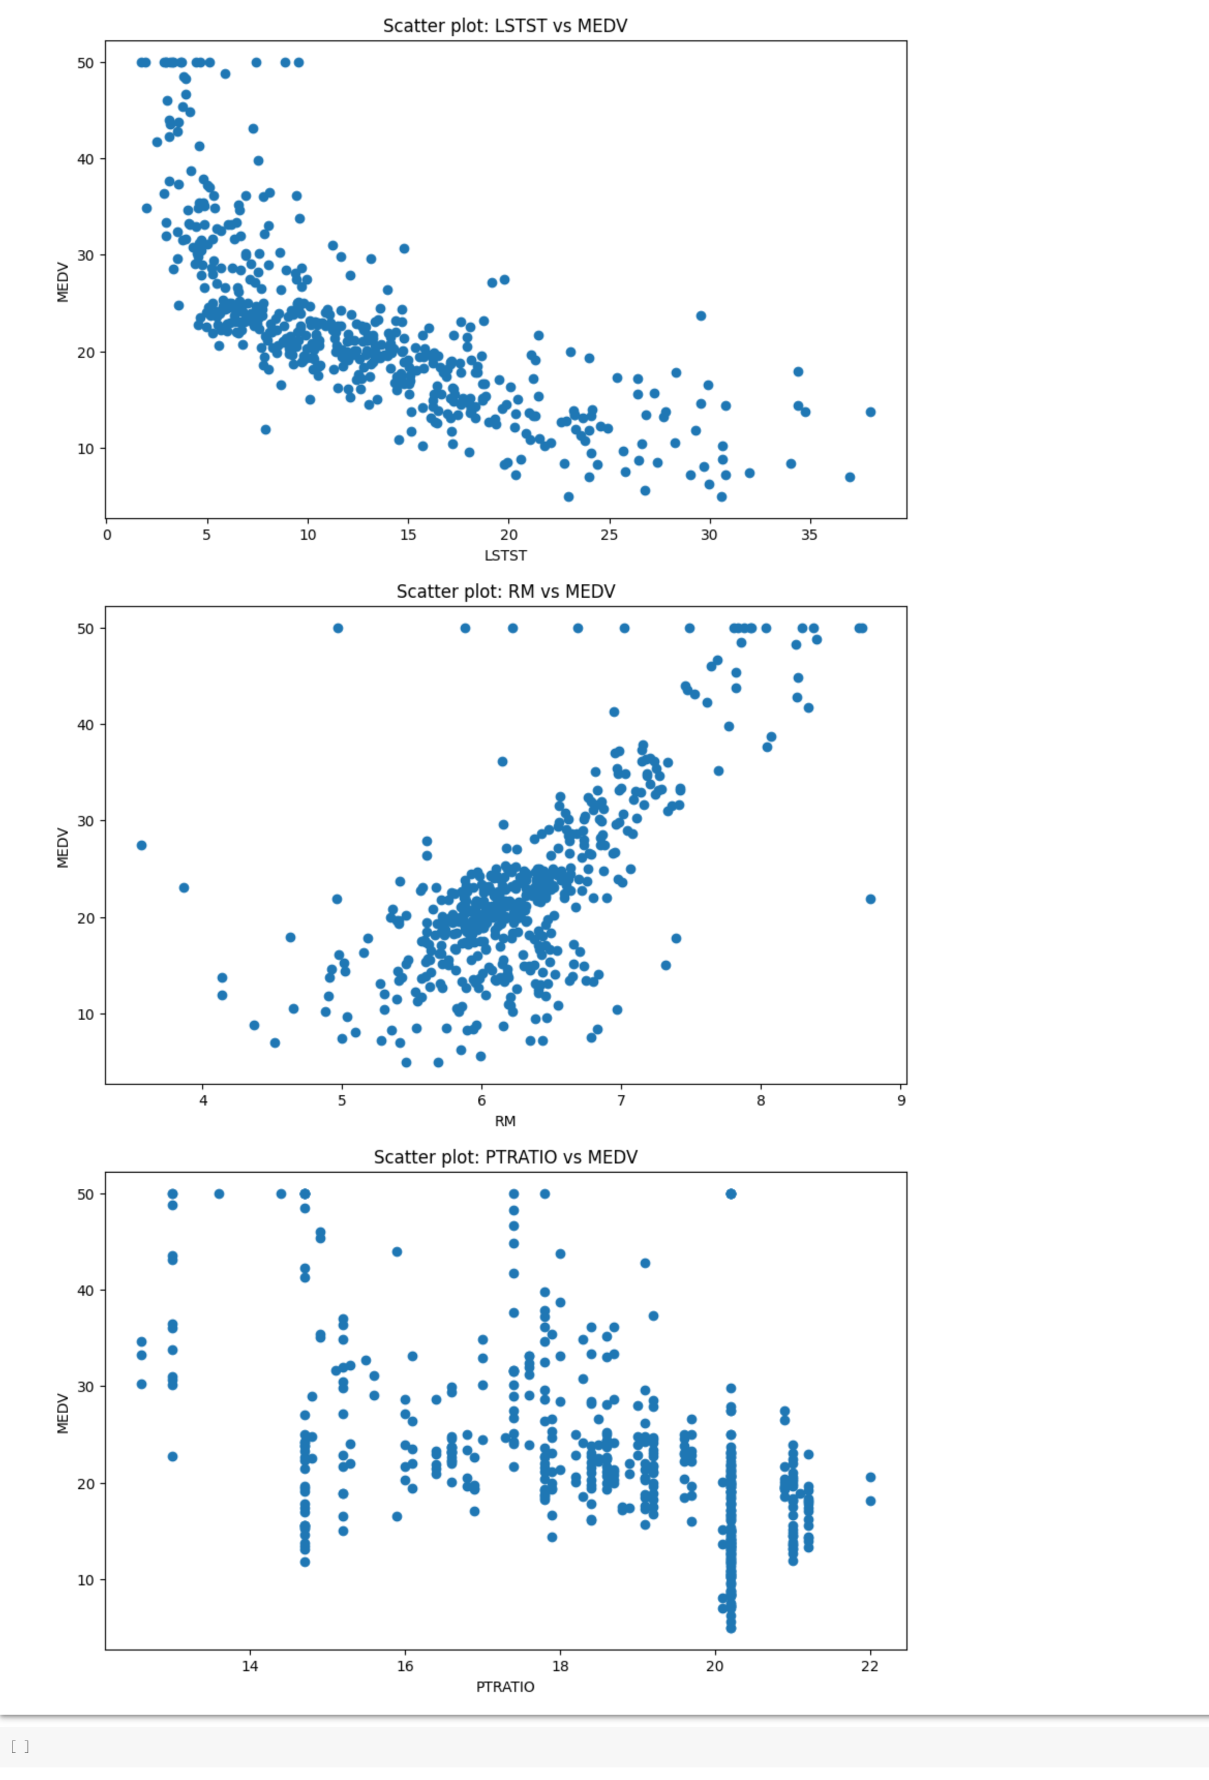 Scatter plot: LSTST vs MEDV
50
40
30
20
10
MEDV
0 5 10 15 20 25 30 35
LSTST
Scatter plot: RM vs MEDV
50
40
30
20
10
MEDV
4 5 6 7 8 9
RM
Scatter plot: PTRATIO vs MEDV
50
40
30
20
10
MEDV
14 16 18 20 22
PTRATIO
[ ]